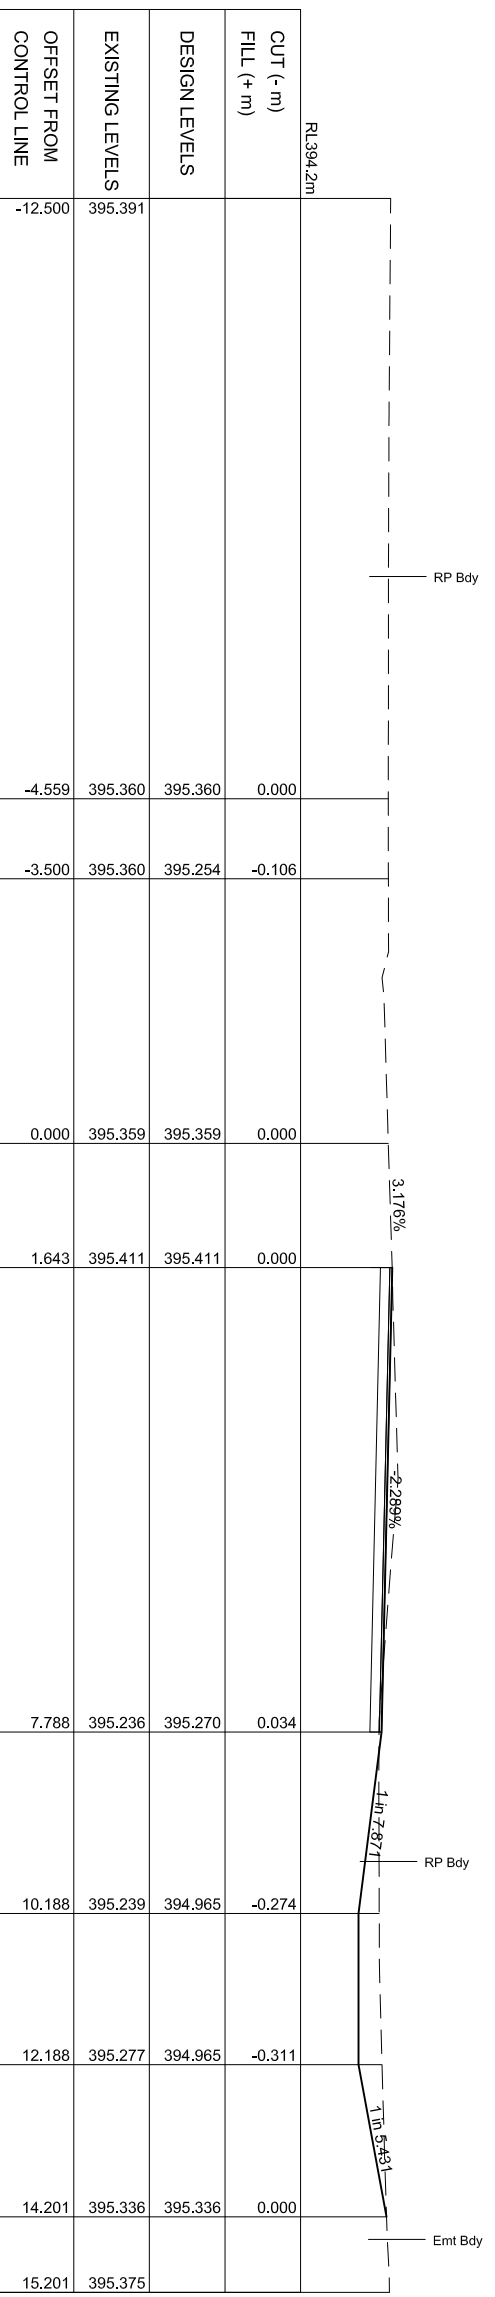 CUT (- m)
FILL (+ m)
DESIGN LEVELS
EXISTING LEVELS
OFFSET FROM
CONTROL LINE
RL394.2m
-12.500 395.391
RP Bdy
-4.559 395.360 395.360 0.000
-3.500 395.360 395.254 -0.106
0.000 395.359 395.359 0.000
3.176%
1.643 395.411 395.411 0.000
-2.289%
7.788 395.236 395.270 0.034
1 in 7.871
RP Bdy
10.188 395.239 394.965 -0.274
12.188 395.277 394.965 -0.311
1 in 5.431
14.201 395.336 395.336 0.000
Emt Bdy
15.201 395.375